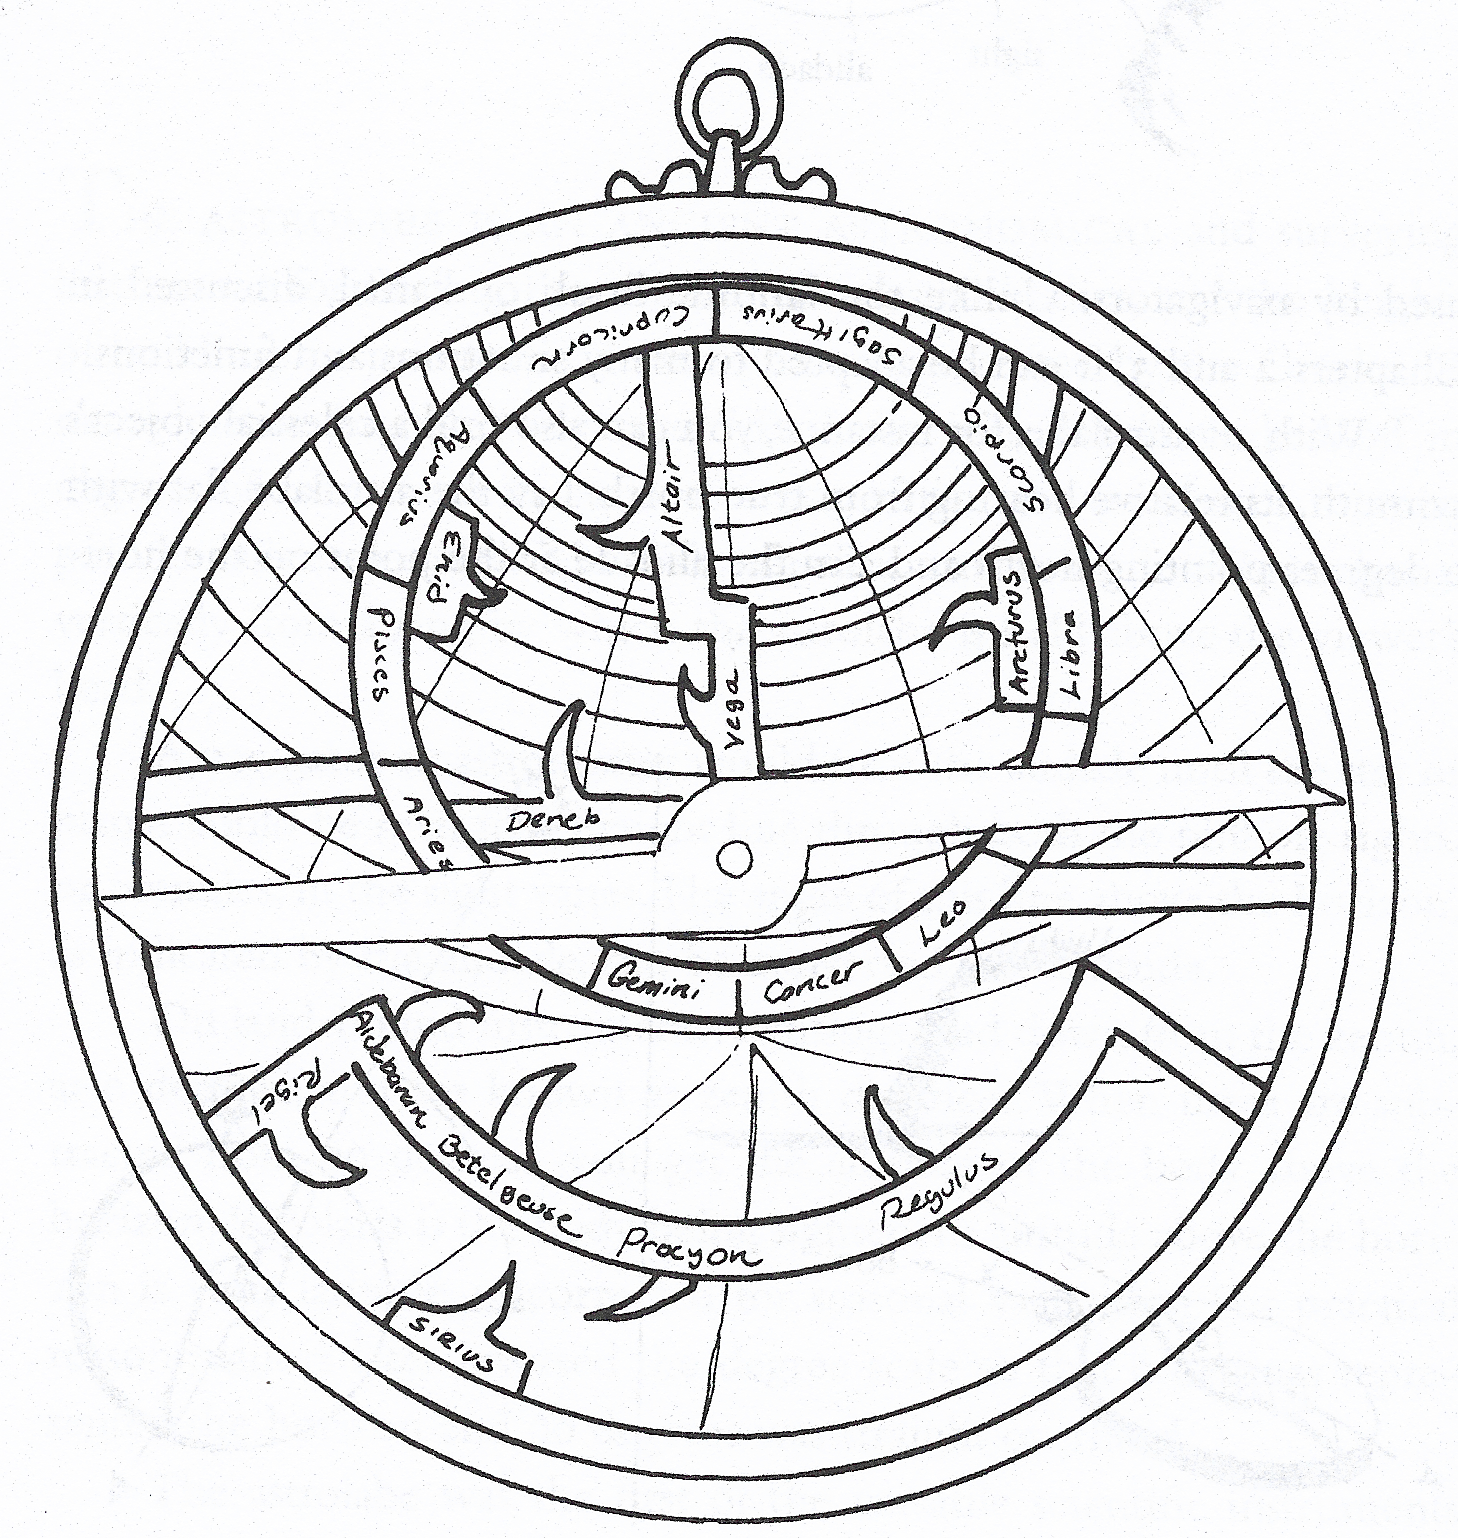 Capricorn
Sagittarius
Aquarius
Scorpio
Altair
Enip
Arcturus
Pisces
Libra
Vega
Aries
Deneb
Leo
Gemini
Cancer
Aldebaran
Rigel
Betelgeuse
Procyon
Regulus
SIRIUS